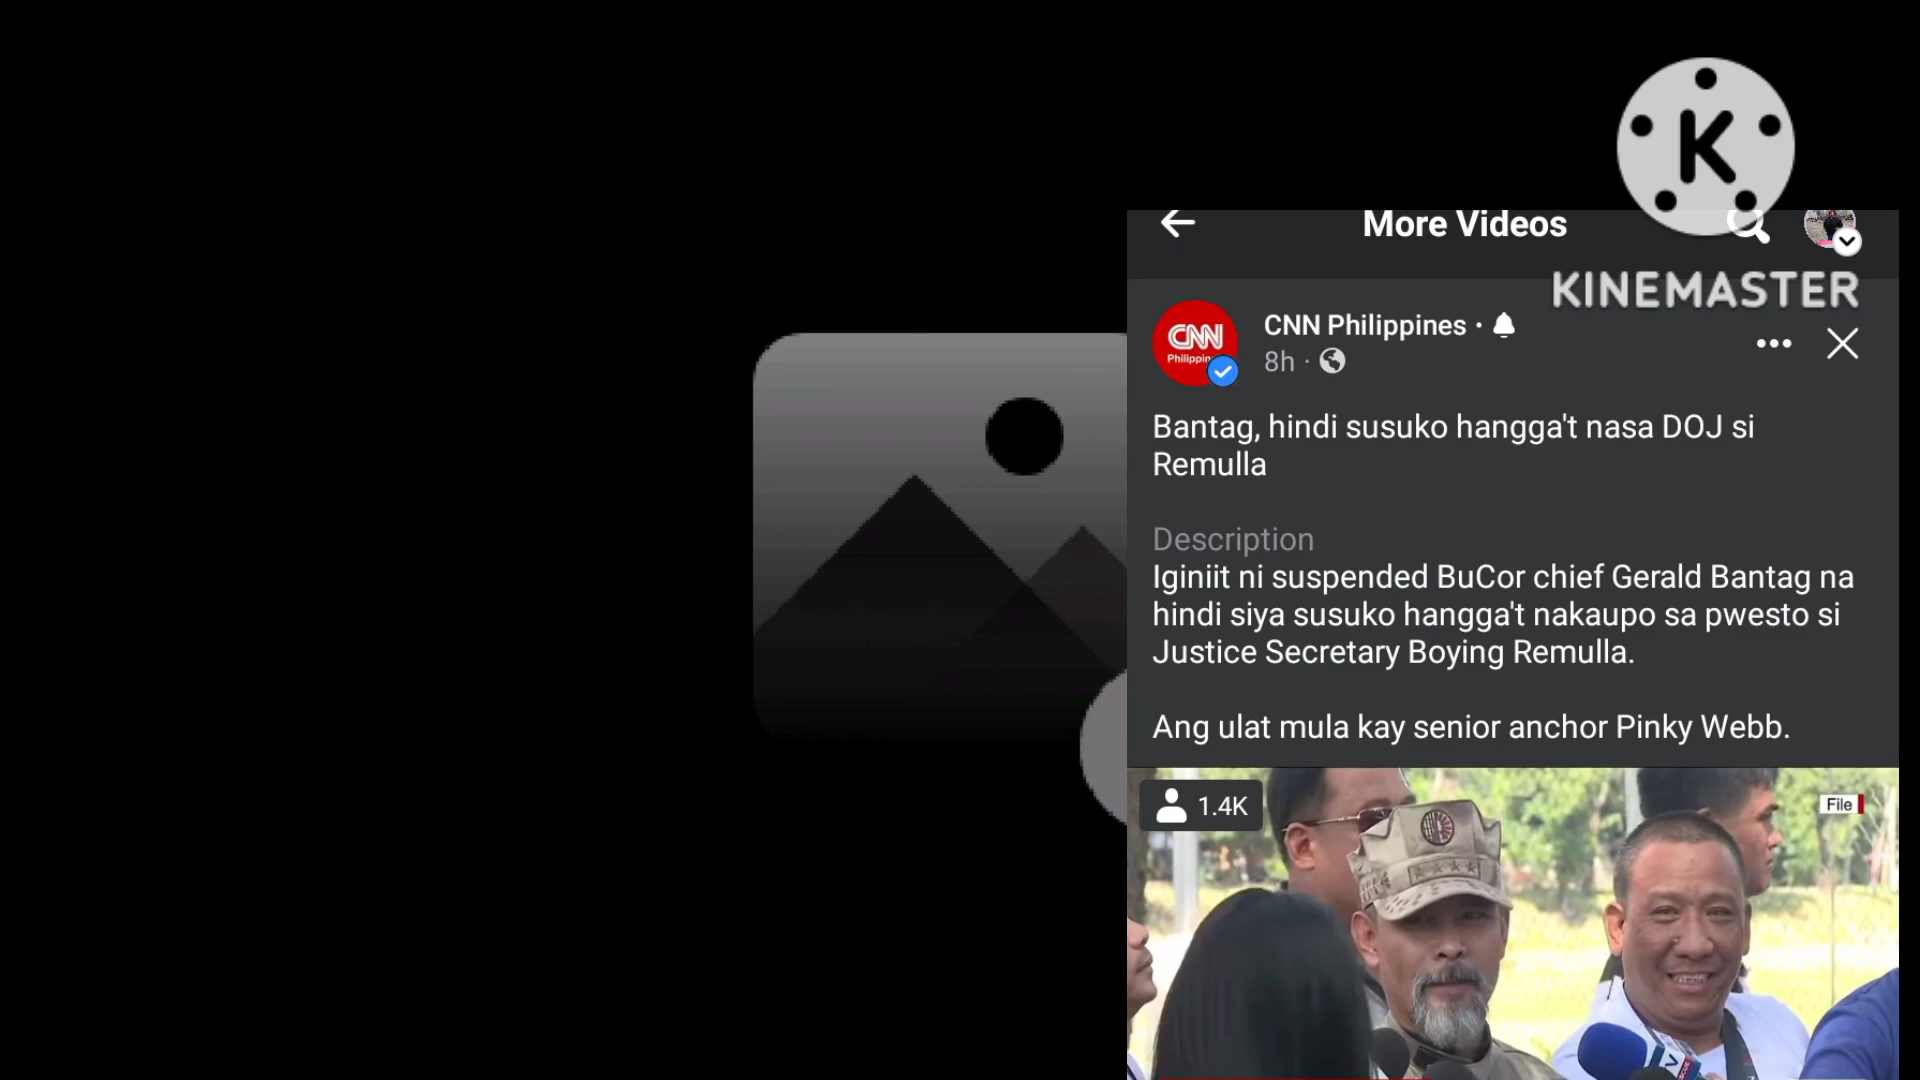 K
KINEMASTER
More Videos
CNN
Philippin
CNN Philippines ·
8h ·
Bantag, hindi susuko hangga't nasa DOJ si
Remulla
Description
Iginiit ni suspended BuCor chief Gerald Bantag na
hindi siya susuko hangga't nakaupo sa pwesto si
Justice Secretary Boying Remulla.
Ang ulat mula kay senior anchor Pinky Webb.
1.4K
File